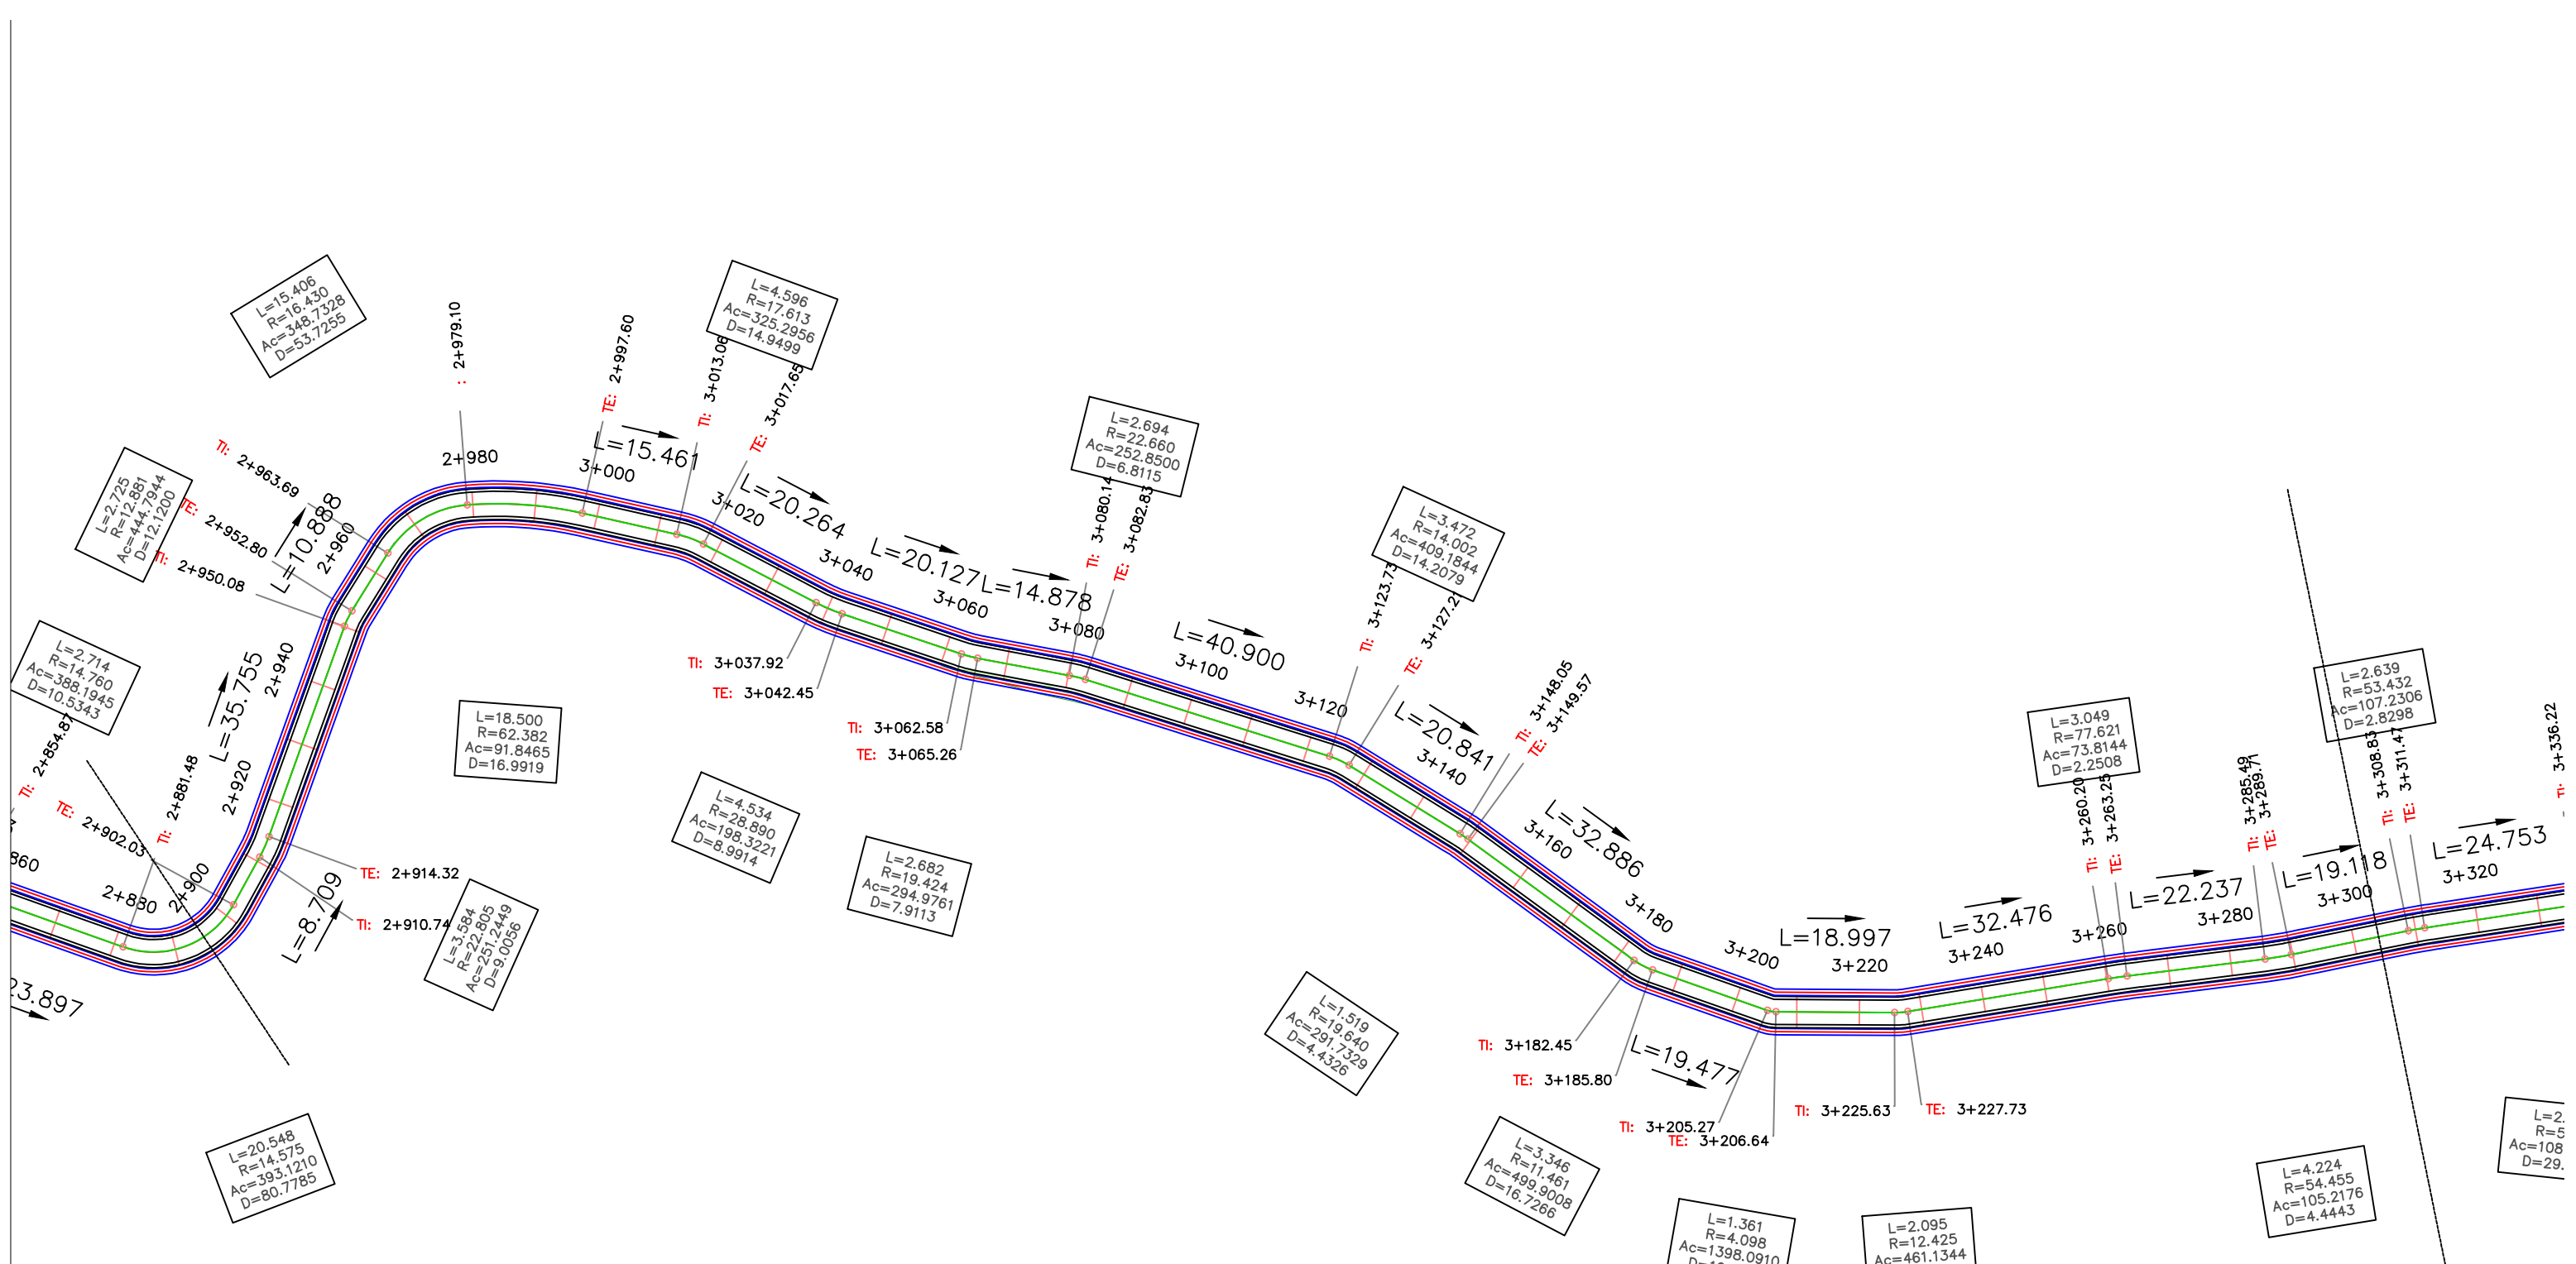 L=15.406
R=16.430
Ac=348.7328
D=53.7255
L=4.596
R=17.613
Ac=325.2956
D=14.9499
: 2+979.10
TE: 2+997.60
TI: 3+013.06
TE: 3+017.65
L=2.694
R=22.660
Ac=252.8500
D=6.8115
L=3.472
R=14.002
Ac=409.1844
D=14.2079
TI: 2+963.69
TE: 2+952.80
TI: 2+950.08
L=2.725
R=12.881
Ac=444.7944
D=12.1200
L=10.888
2+960
2+980
L=15.461
3+000
L=20.264
3+020
3+040
L=20.127
3+060
L=14.878
3+080
TI: 3+080.14
TE: 3+082.83
L=40.900
3+100
3+120
TI: 3+123.73
TE: 3+127.2
L=20.841
3+140
TI: 3+148.05
TE: 3+149.57
L=2.714
R=14.760
Ac=388.1945
D=10.5343
TI: 2+854.87
TE: 2+902.03
TI: 2+881.48
L=35.755
2+940
2+920
2+900
2+880
860
23.897
L=8.709
TE: 2+914.32
TI: 2+910.74
L=18.500
R=62.382
Ac=91.8465
D=16.9919
L=3.584
R=22.805
Ac=251.2449
D=9.0056
L=20.548
R=14.575
Ac=393.1210
D=80.7785
TI: 3+037.92
TE: 3+042.45
TI: 3+062.58
TE: 3+065.26
L=4.534
R=28.890
Ac=198.3221
D=8.9914
L=2.682
R=19.424
Ac=294.9761
D=7.9113
L=32.886
3+160
3+180
3+200
L=18.997
3+220
L=32.476
3+240
3+260
L=22.237
3+280
L=19.118
3+300
L=24.753
3+320
L=3.049
R=77.621
Ac=73.8144
D=2.2508
TI: 3+260.20
TE: 3+263.25
TI: 3+285.49
TE: 3+289.71
L=2.639
R=53.432
Ac=107.2306
D=2.8298
TI: 3+308.83
TE: 3+311.47
TI: 3+336.22
L=1.519
R=19.640
Ac=291.7329
D=4.4326
TI: 3+182.45
TE: 3+185.80
L=19.477
TI: 3+205.27
TE: 3+206.64
TI: 3+225.63
TE: 3+227.73
L=3.346
R=11.461
Ac=499.9008
D=16.7266
L=1.361
R=4.098
Ac=1398.0910
L=2.095
R=12.425
Ac=461.1344
L=4.224
R=54.455
Ac=105.2176
D=4.4443
L=2.
R=5
Ac=108
D=29.